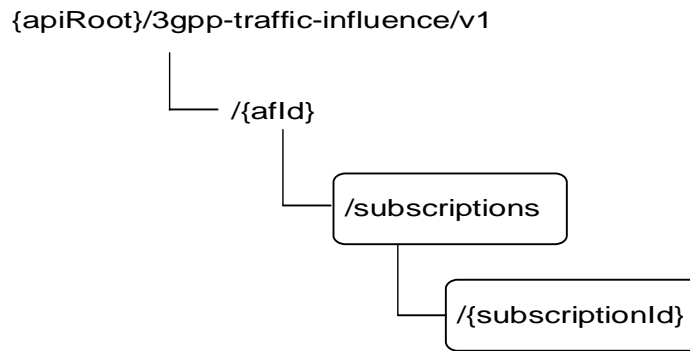 {apiRoot}/3gpp-traffic-influence/v1
/{afId}
/subscriptions
/{subscriptionId}